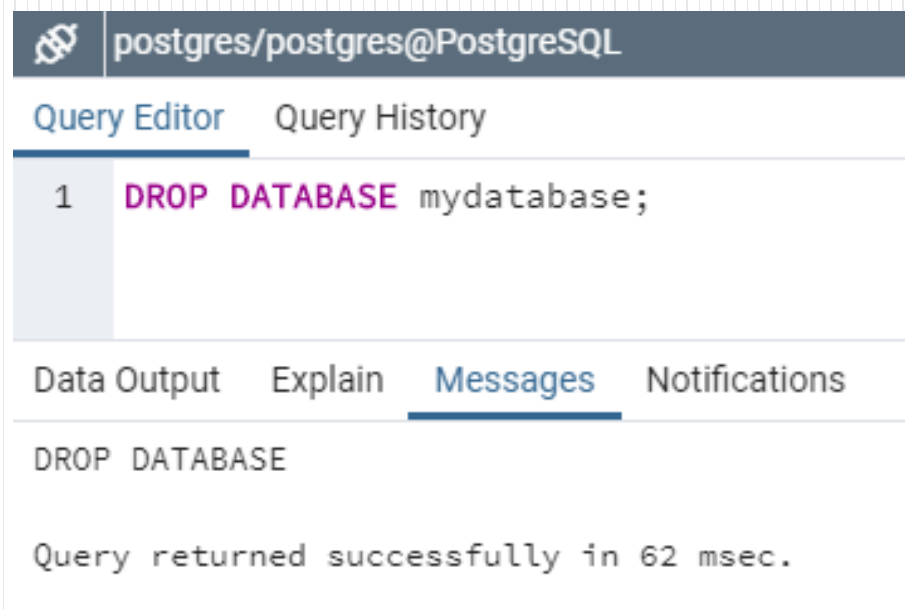 postgres/postgres@PostgreSQL
Query Editor Query History
1 DROP DATABASE mydatabase;
Data Output Explain Messages Notifications
DROP DATABASE
Query returned successfully in 62 msec.